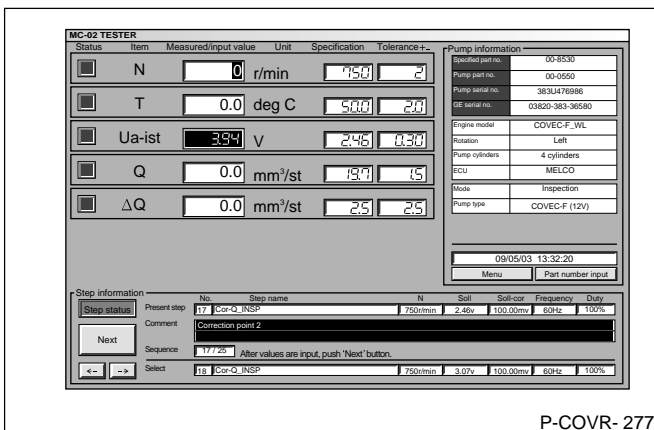 MC-02 TESTER
Status Item Measured/input value Unit Specification Tolerance+-
N 0 r/min 750 2
T 0.0 deg C 50.0 2.0
Ua-ist 3.94 V 2.46 0.30
Q 0.0 mm³/st 19.7 1.5
ΔQ 0.0 mm³/st 2.5 2.5
Pump information
Specified part no. 00-8530
Pump part no. 00-0550
Pump serial no. 383U476986
GE serial no. 03820-383-36580
Engine model COVEC-F_WL
Rotation Left
Pump cylinders 4 cylinders
ECU MELCO
Mode Inspection
Pump type COVEC-F (12V)
09/05/03 13:32:20
Menu Part number input
Step information
No. Step name N Soll Soll-cor Frequency Duty
Step status Present step 17 Cor-Q_INSP 750r/min 2.46v 100.00mv 60Hz 100%
Comment Correction point 2
Next
Sequence 17 / 25 After values are input, push 'Next' button.
<- -> Select 18 Cor-Q_INSP 750r/min 3.07v 100.00mv 60Hz 100%
P-COVR- 277